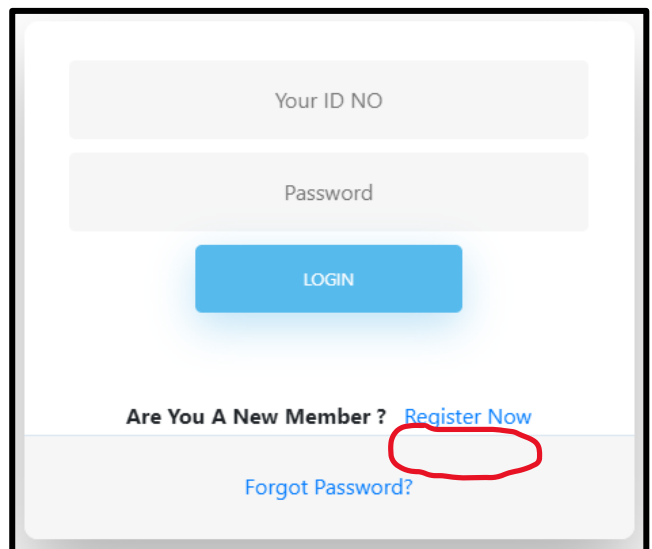 Your ID NO
Password
LOGIN
Are You A New Member ? Register Now
Forgot Password?